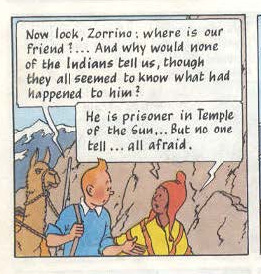 Now look, Zorrino: where is our
friend?... And why would none
of the Indians tell us, though
they all seemed to know what had
happened to him?
He is prisoner in Temple
of the Sun... But no one
tell... all afraid.